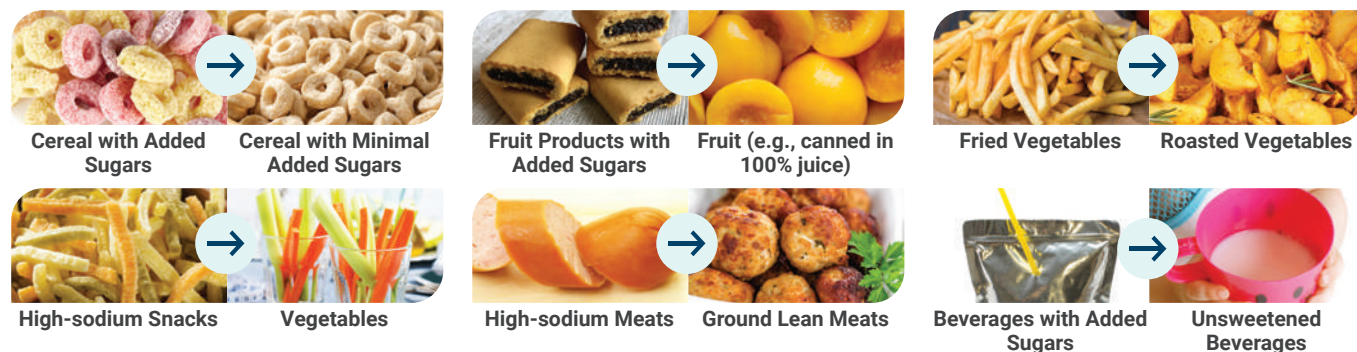 Cereal with Added
Sugars
Cereal with Minimal
Added Sugars
Fruit Products with
Added Sugars
Fruit (e.g., canned in
100% juice)
Fried Vegetables
Roasted Vegetables
High-sodium Snacks
Vegetables
High-sodium Meats
Ground Lean Meats
Beverages with Added
Sugars
Unsweetened
Beverages